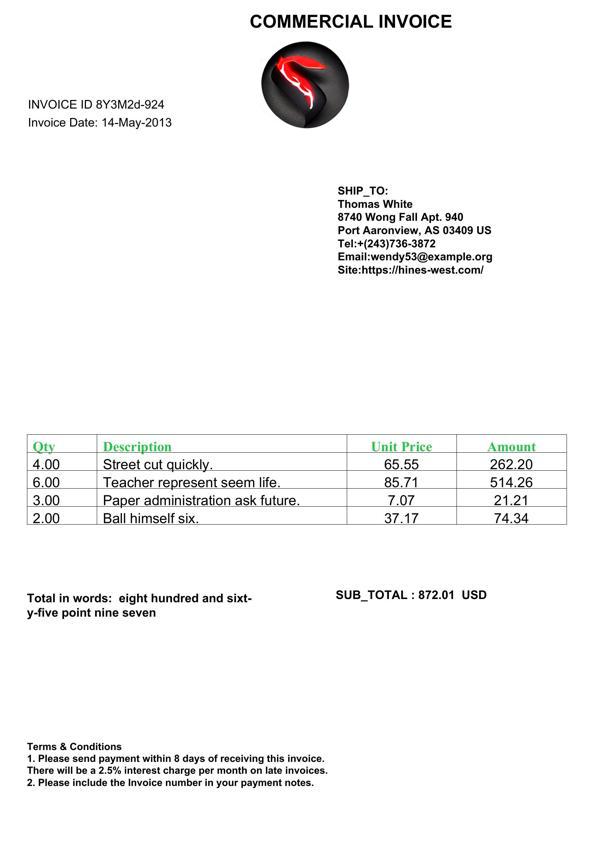 COMMERCIAL INVOICE
INVOICE ID 8Y3M2d-924
Invoice Date: 14-May-2013
SHIP_TO:
Thomas White
8740 Wong Fall Apt. 940
Port Aaronview, AS 03409 US
Tel:+(243)736-3872
Email:wendy53@example.org
Site:https://hines-west.com/
Qty Description Unit Price Amount
4.00 Street cut quickly. 65.55 262.20
6.00 Teacher represent seem life. 85.71 514.26
3.00 Paper administration ask future. 7.07 21.21
2.00 Ball himself six. 37.17 74.34
Total in words:  eight hundred and sixt-
y-five point nine seven
SUB_TOTAL : 872.01  USD
Terms & Conditions
1. Please send payment within 8 days of receiving this invoice.
There will be a 2.5% interest charge per month on late invoices.
2. Please include the Invoice number in your payment notes.